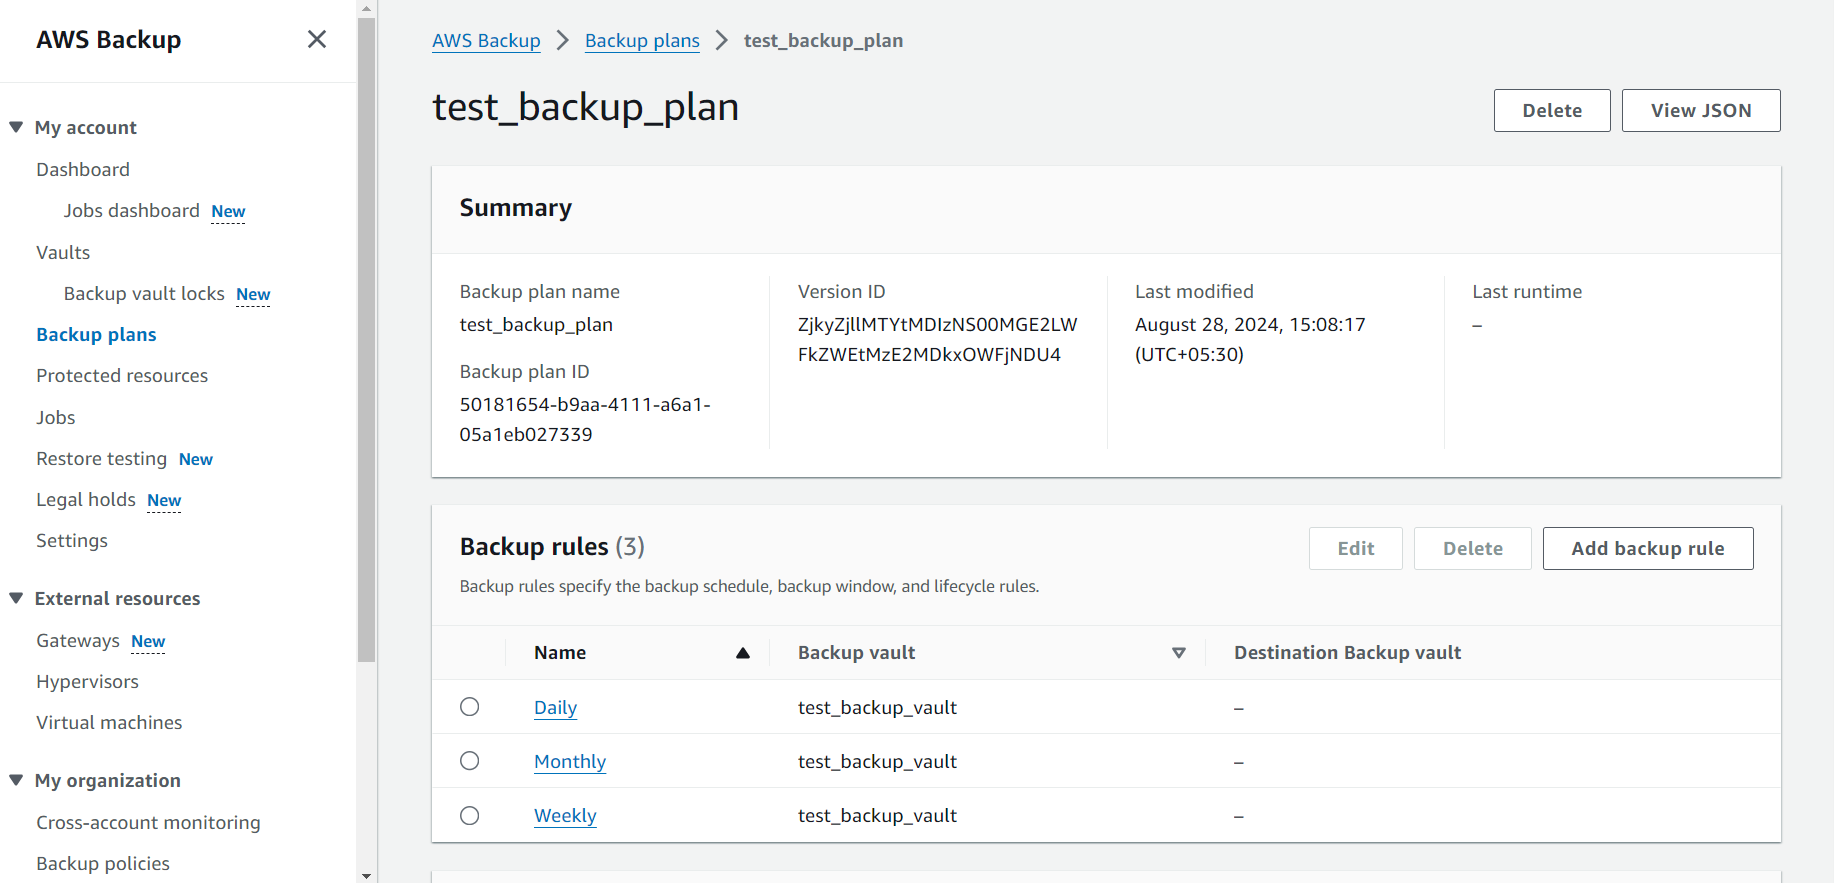 AWS Backup
My account
Dashboard
Jobs dashboard New
Vaults
Backup vault locks New
Backup plans
Protected resources
Jobs
Restore testing New
Legal holds New
Settings
External resources
Gateways New
Hypervisors
Virtual machines
My organization
Cross-account monitoring
Backup policies
AWS Backup > Backup plans > test_backup_plan
test_backup_plan
Delete View JSON
Summary
Backup plan name
test_backup_plan
Backup plan ID
50181654-b9aa-4111-a6a1-
05a1eb027339
Version ID
ZjkyZjllMTYtMDIzNS00MGE2LW
FkZWEtMzE2MDkxOWFjNDU4
Last modified
August 28, 2024, 15:08:17
(UTC+05:30)
Last runtime
–
Backup rules (3)
Edit Delete Add backup rule
Backup rules specify the backup schedule, backup window, and lifecycle rules.
Name Backup vault Destination Backup vault
Daily test_backup_vault –
Monthly test_backup_vault –
Weekly test_backup_vault –